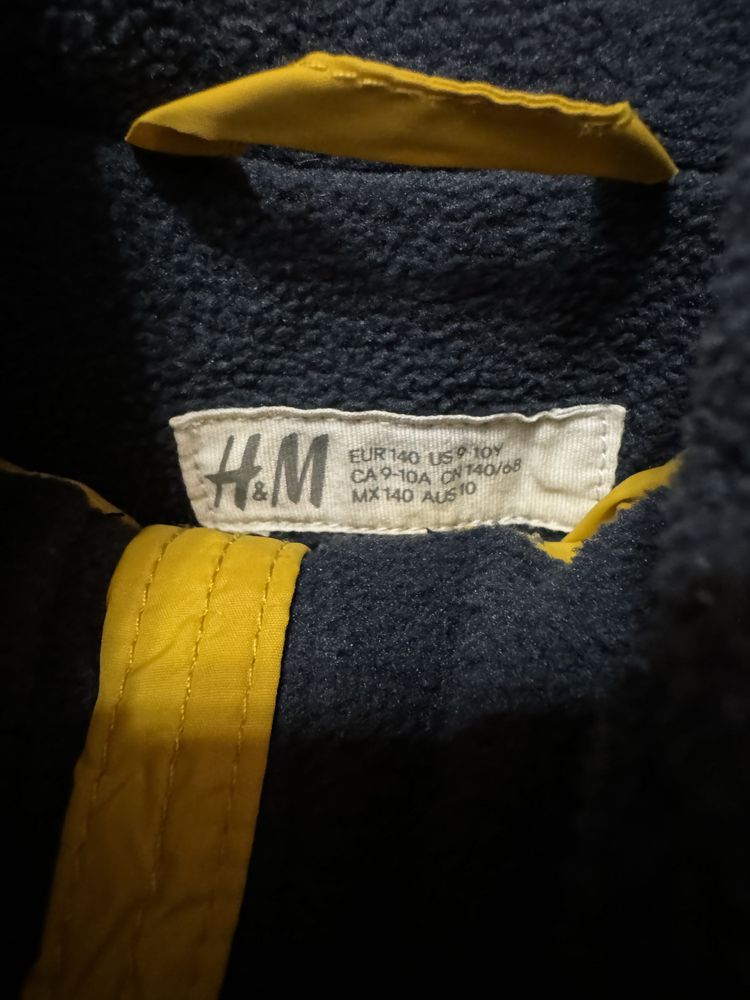 H&M
EUR 140 US 9-10Y
CA 9-10A CN 140/68
MX 140 AUS 10